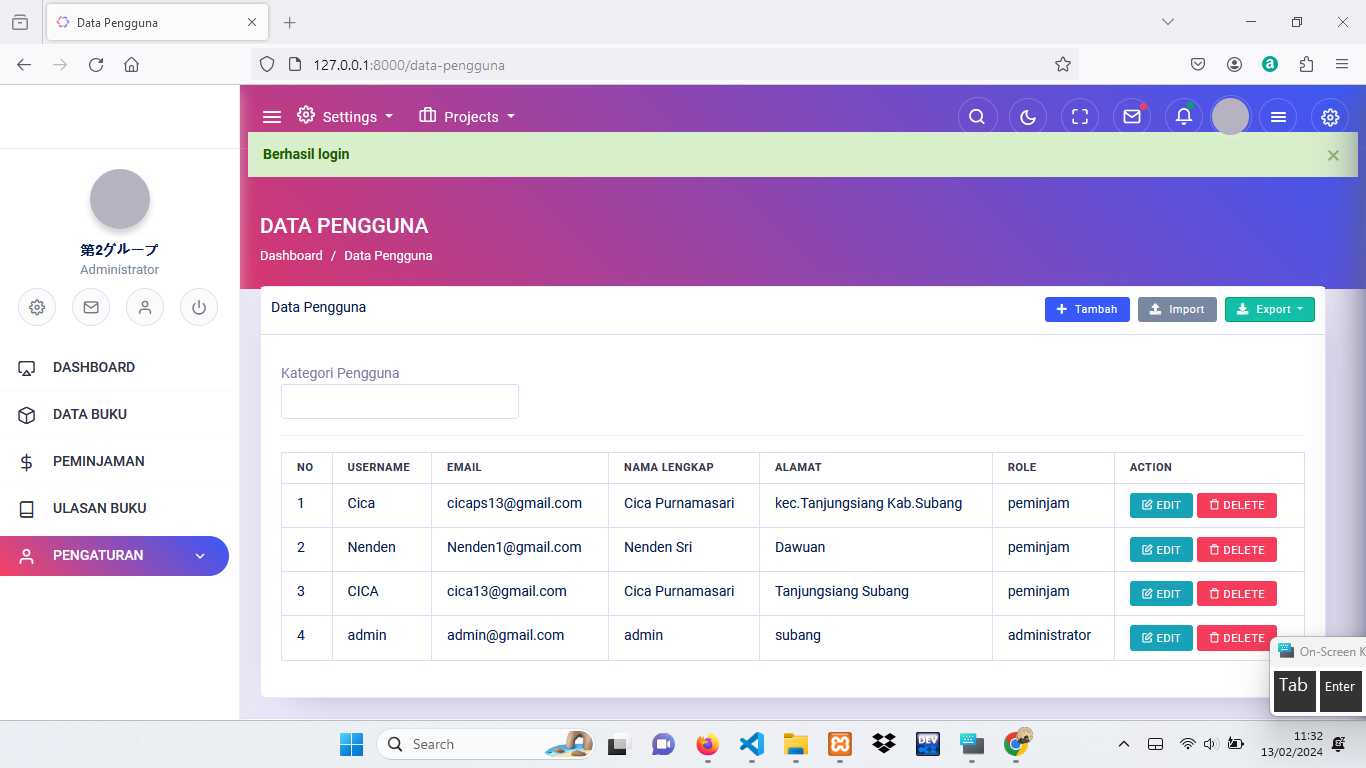 Data Pengguna
127.0.0.1:8000/data-pengguna
Settings
Projects
Berhasil login
第2グループ
Administrator
DASHBOARD
DATA BUKU
PEMINJAMAN
ULASAN BUKU
PENGATURAN
DATA PENGGUNA
Dashboard / Data Pengguna
Data Pengguna
Tambah
Import
Export
Kategori Pengguna
NO USERNAME EMAIL NAMA LENGKAP ALAMAT ROLE ACTION
1 Cica cicaps13@gmail.com Cica Purnamasari kec.Tanjungsiang Kab.Subang peminjam EDIT DELETE
2 Nenden Nenden1@gmail.com Nenden Sri Dawuan peminjam EDIT DELETE
3 CICA cica13@gmail.com Cica Purnamasari Tanjungsiang Subang peminjam EDIT DELETE
4 admin admin@gmail.com admin subang administrator EDIT DELETE
On-Screen K
Tab Enter
Search
DEV
11:32
13/02/2024